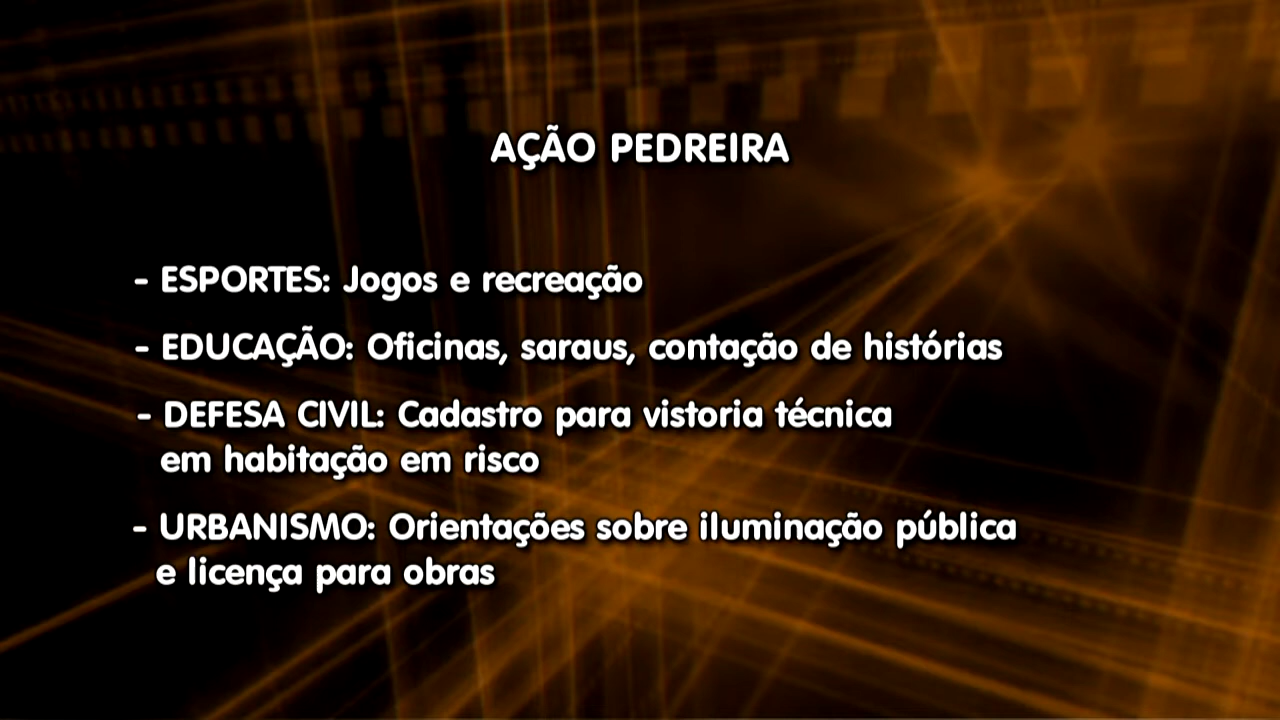 AÇÃO PEDREIRA
- ESPORTES: Jogos e recreação
- EDUCAÇÃO: Oficinas, saraus, contação de histórias
- DEFESA CIVIL: Cadastro para vistoria técnica
em habitação em risco
- URBANISMO: Orientações sobre iluminação pública
e licença para obras